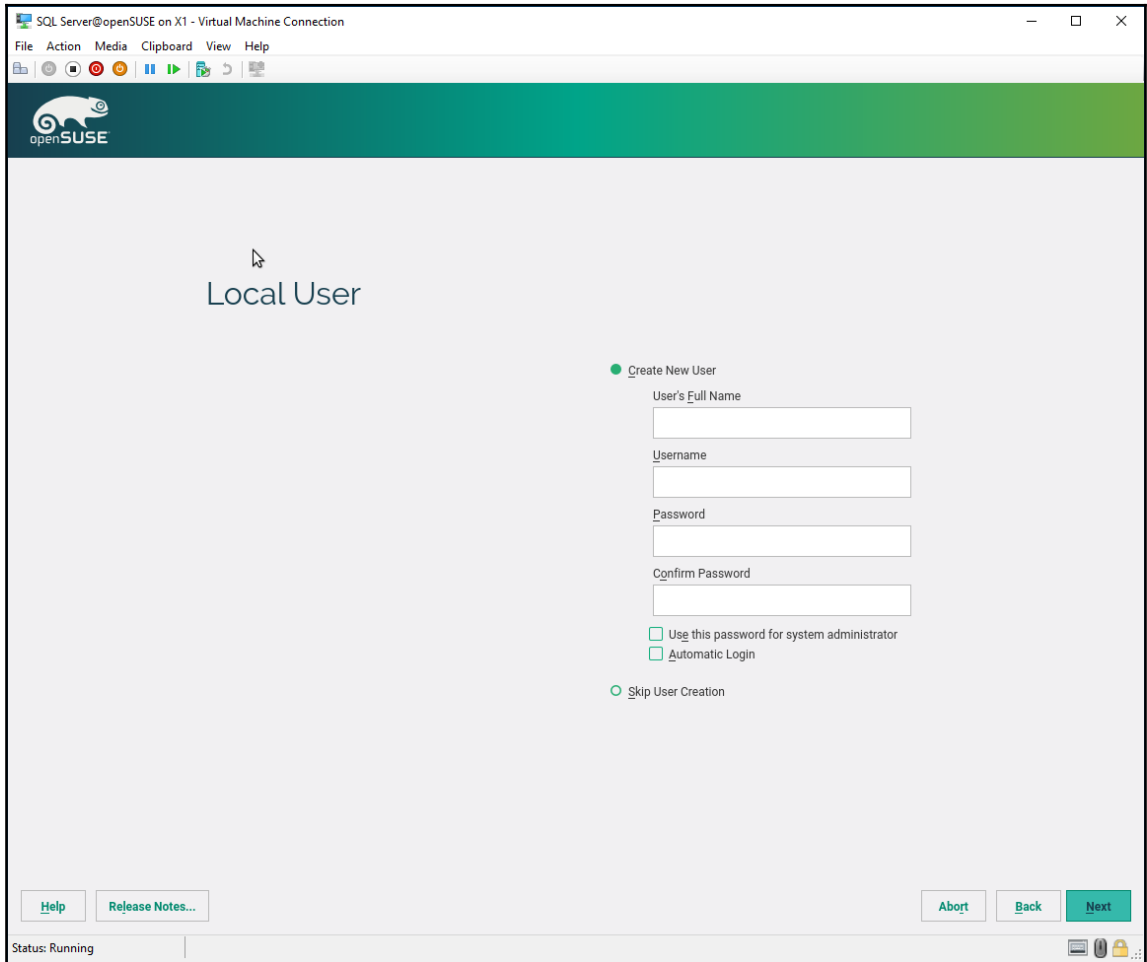 SQL Server@openSUSE on X1 - Virtual Machine Connection
File Action Media Clipboard View Help
openSUSE
Local User
Create New User
User's Full Name
Username
Password
Confirm Password
Use this password for system administrator
Automatic Login
Skip User Creation
Help Release Notes... Abort Back Next
Status: Running